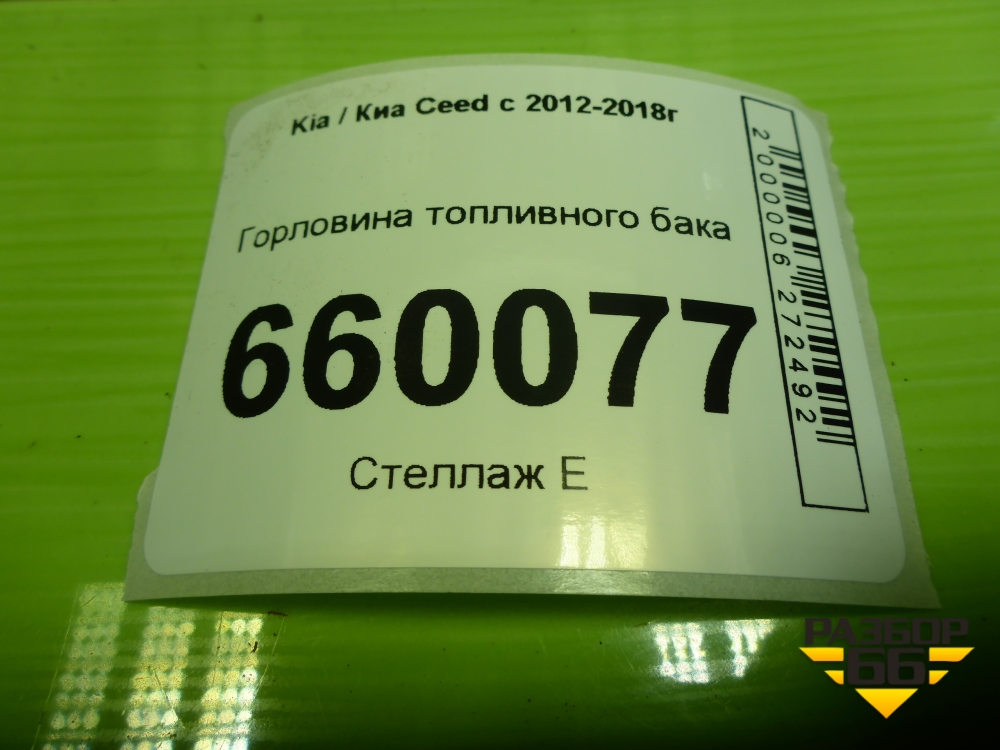 Kia / Киа Ceed с 2012-2018г
Горловина топливного бака
660077
Стеллаж Е
2000006272492
РАЗБОР
66